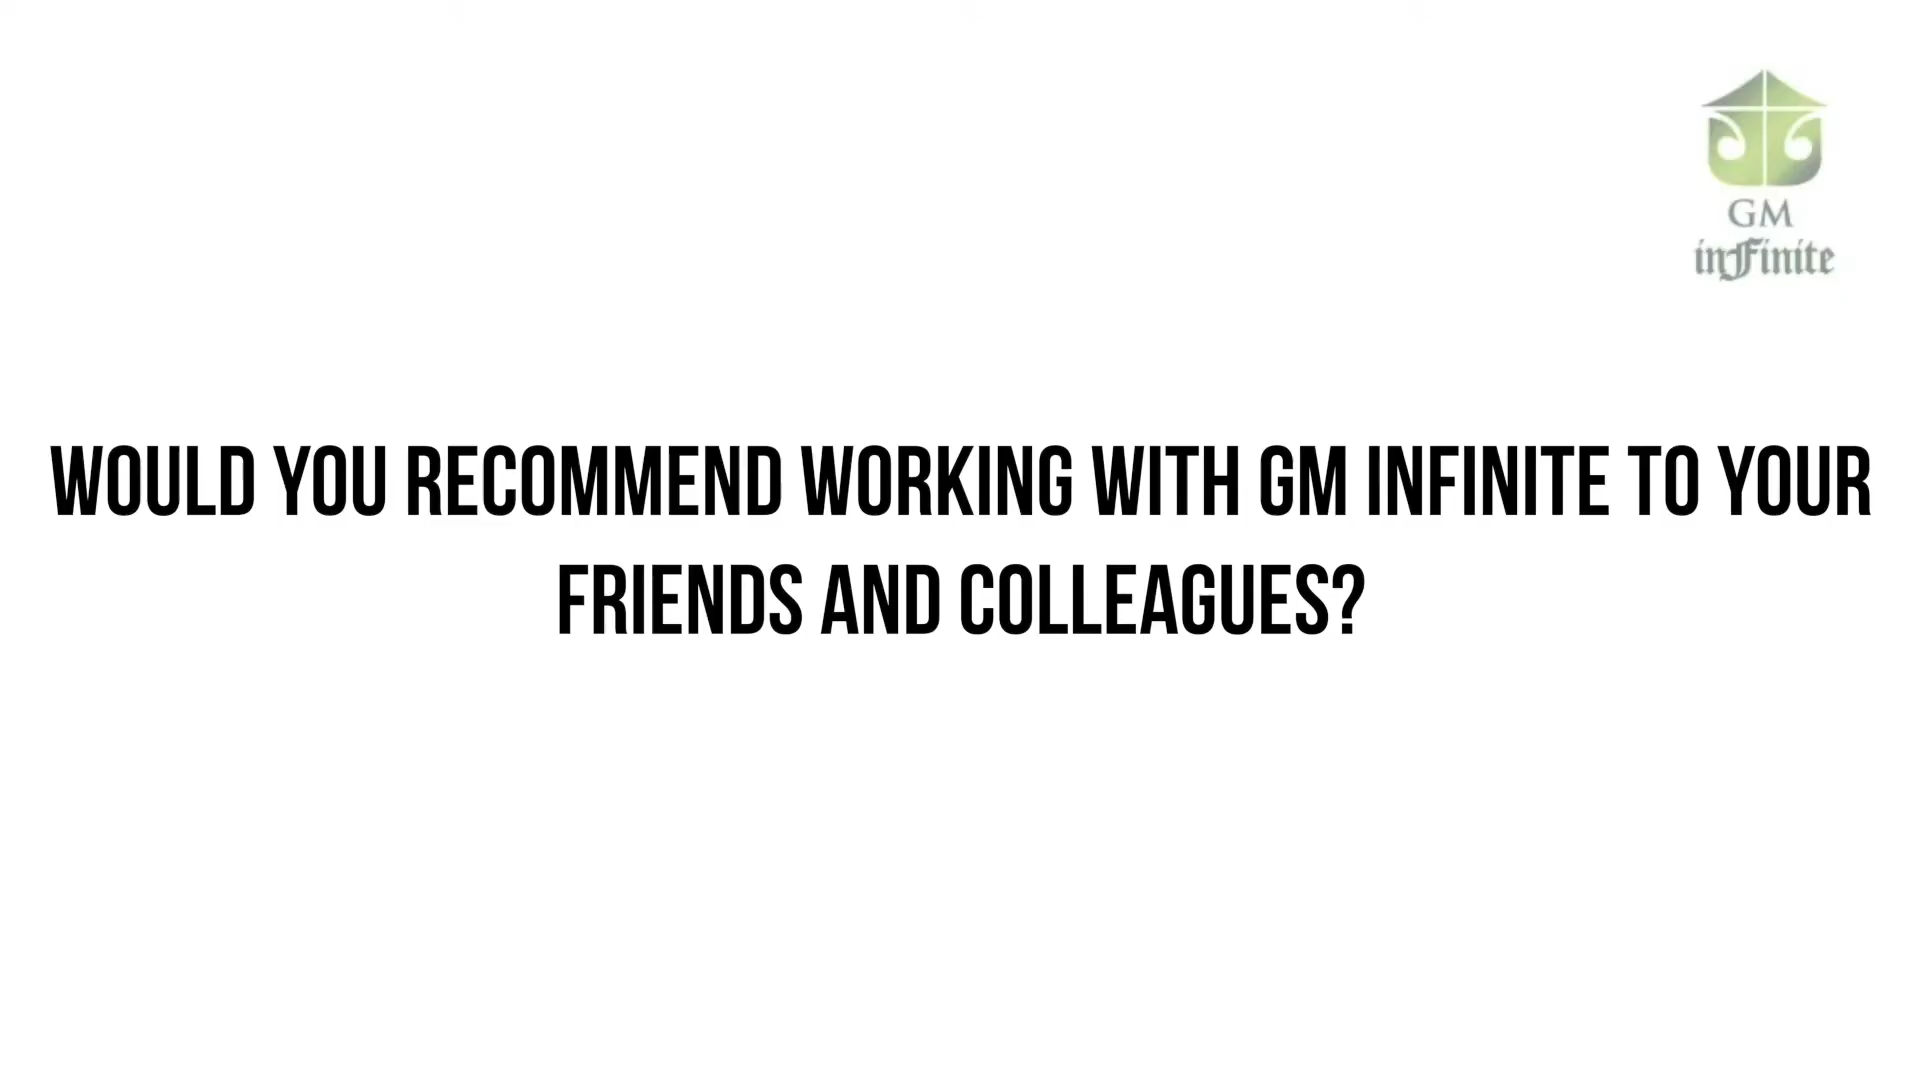 GM
inFinite
WOULD YOU RECOMMEND WORKING WITH GM INFINITE TO YOUR
FRIENDS AND COLLEAGUES?